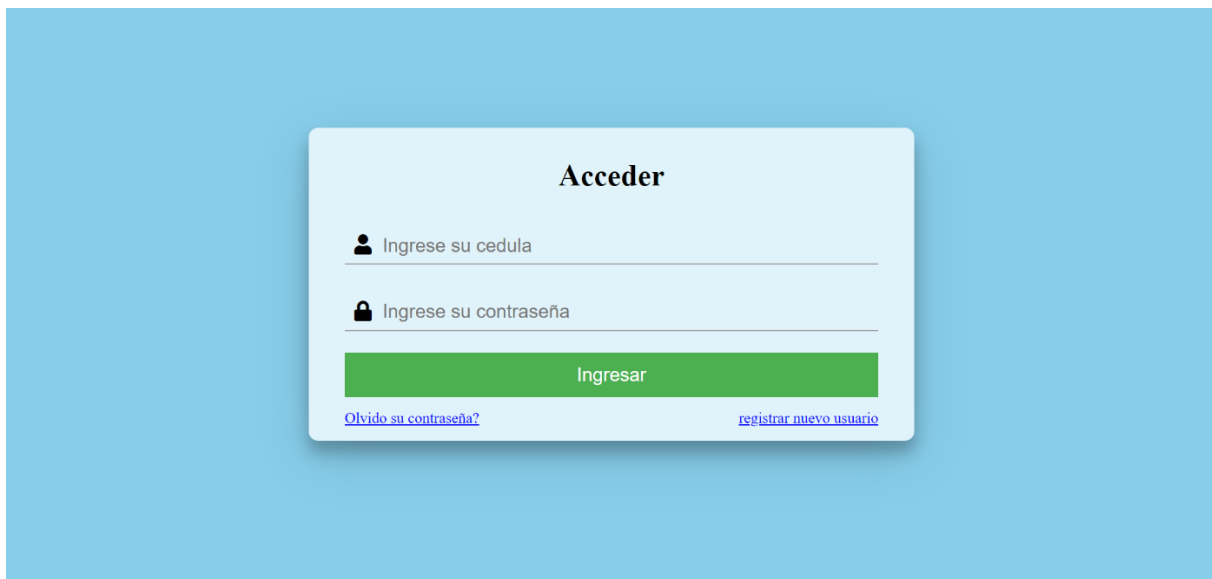 Acceder
Ingrese su cedula
Ingrese su contraseña
Ingresar
Olvido su contraseña? registrar nuevo usuario